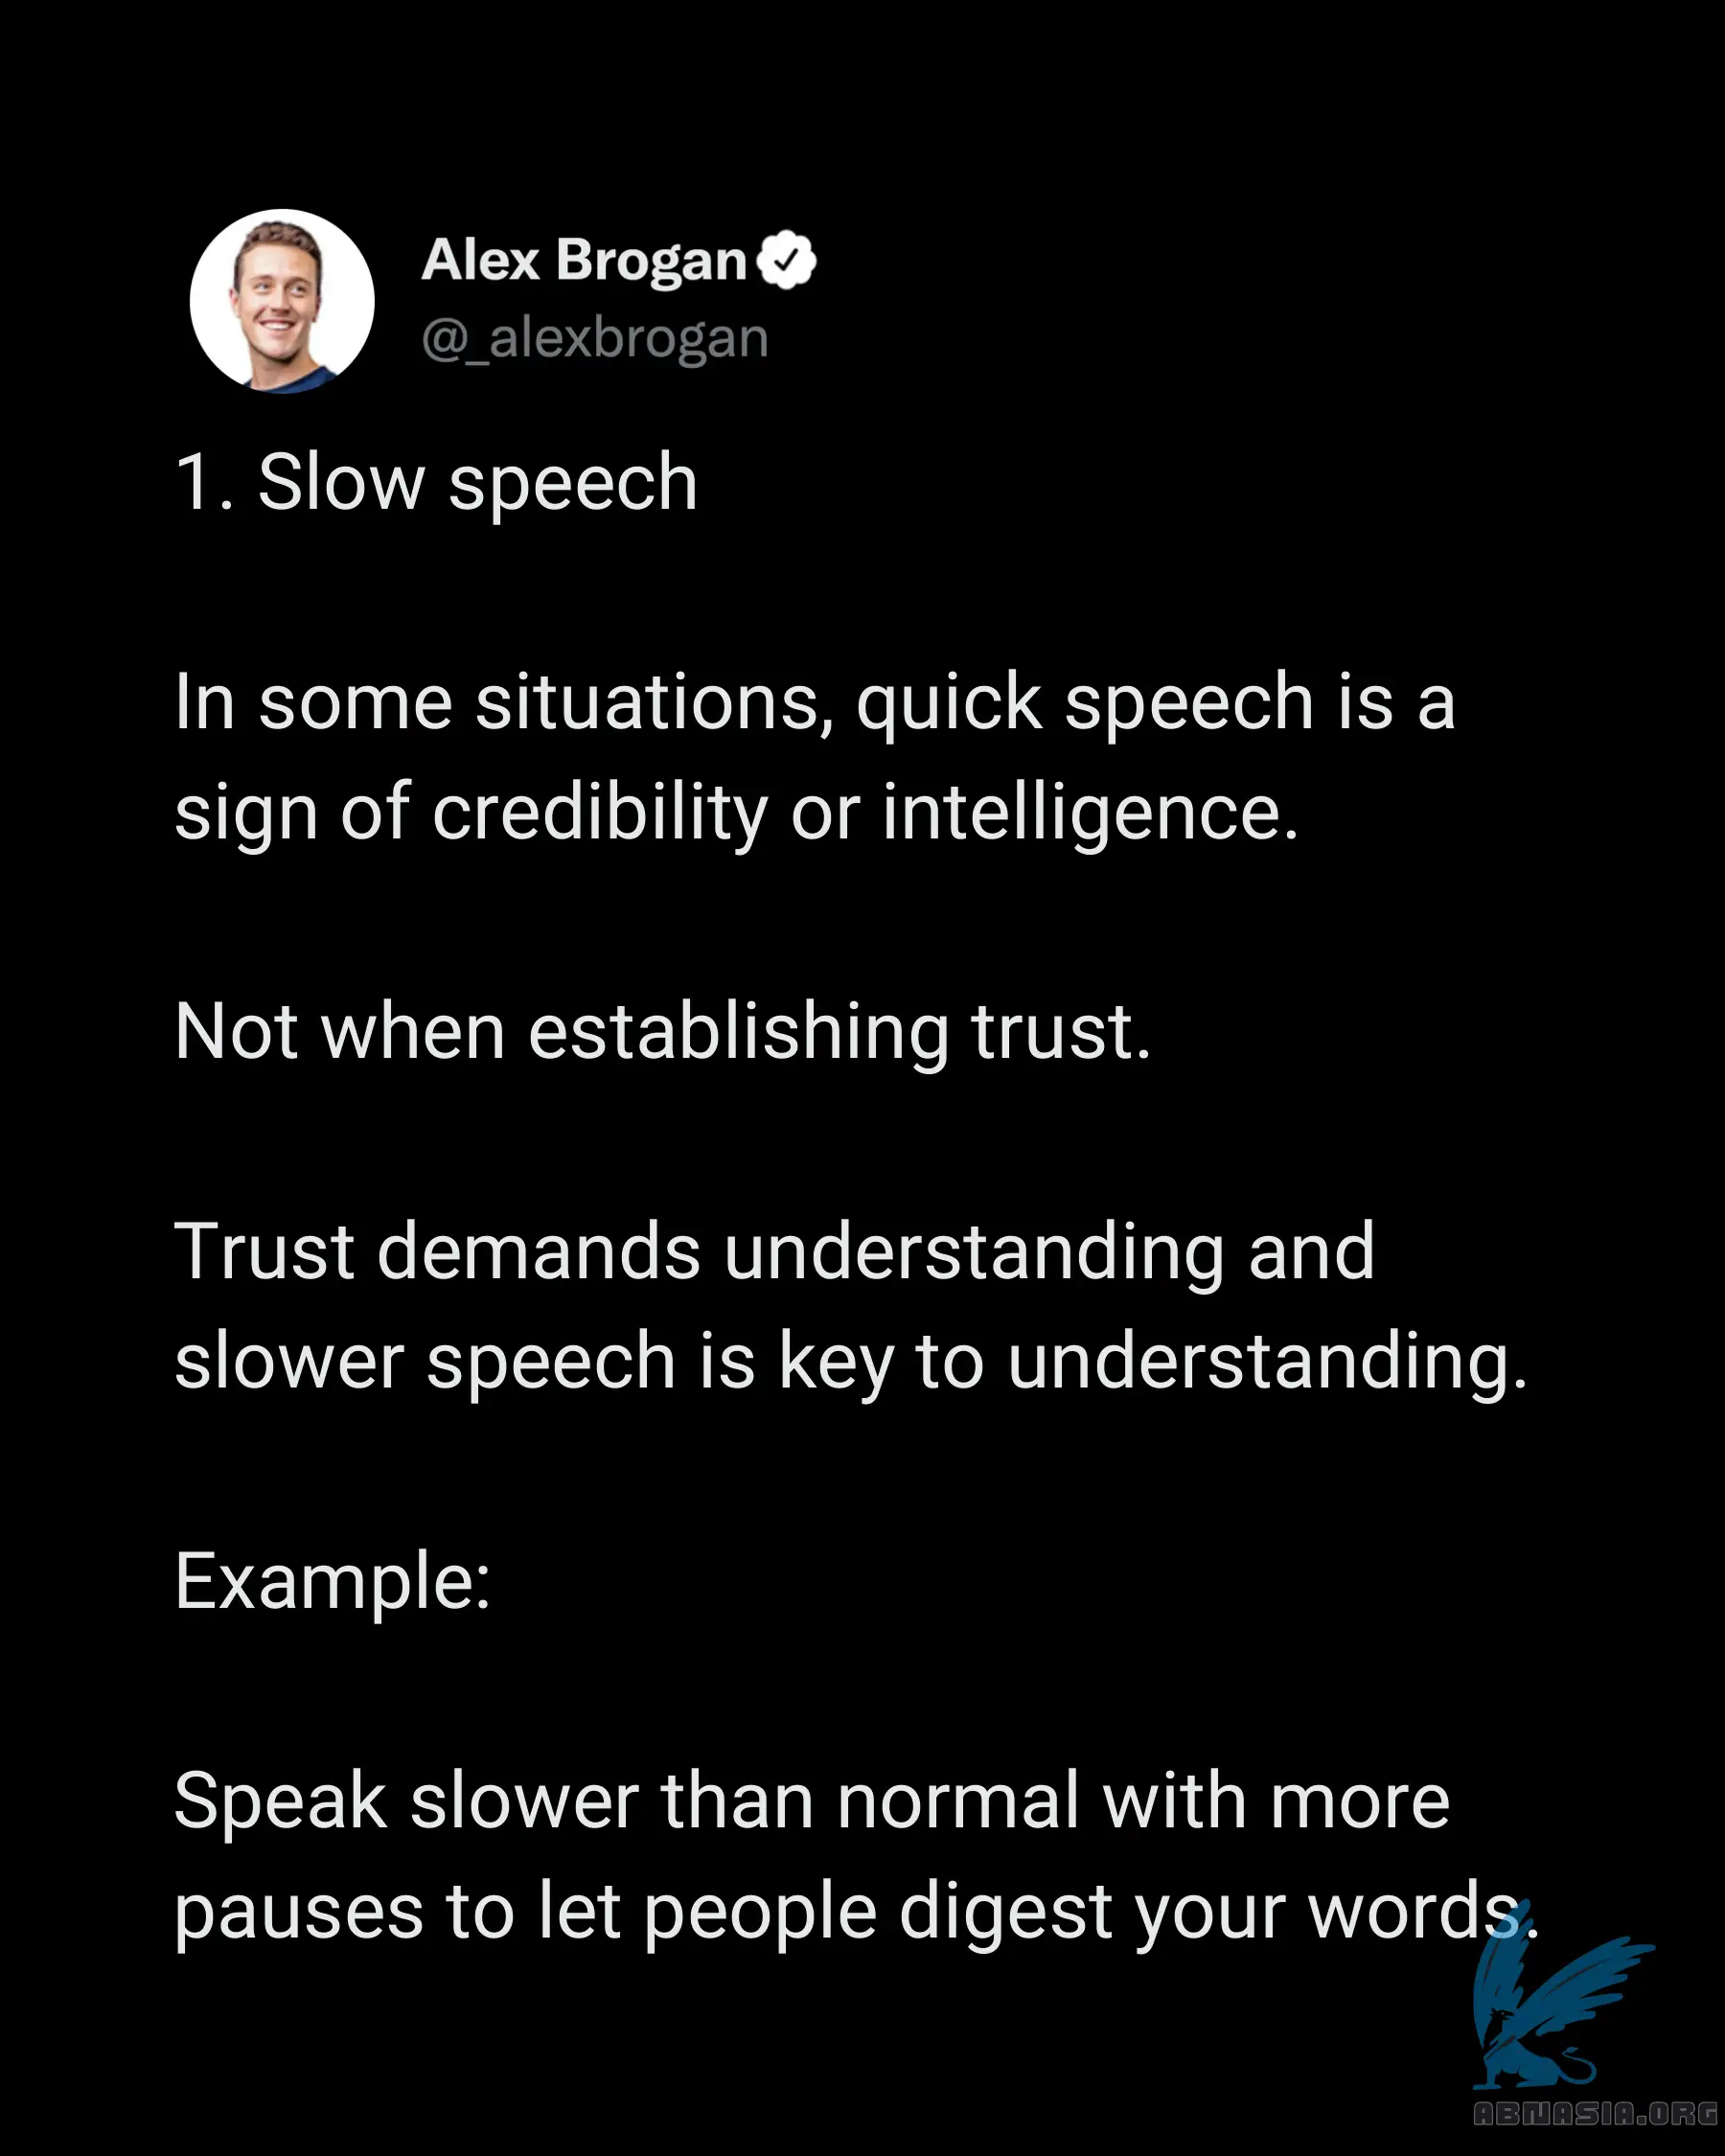 Alex Brogan
@_alexbrogan
1. Slow speech
In some situations, quick speech is a
sign of credibility or intelligence.
Not when establishing trust.
Trust demands understanding and
slower speech is key to understanding.
Example:
Speak slower than normal with more
pauses to let people digest your words.
ABNASIA.ORG